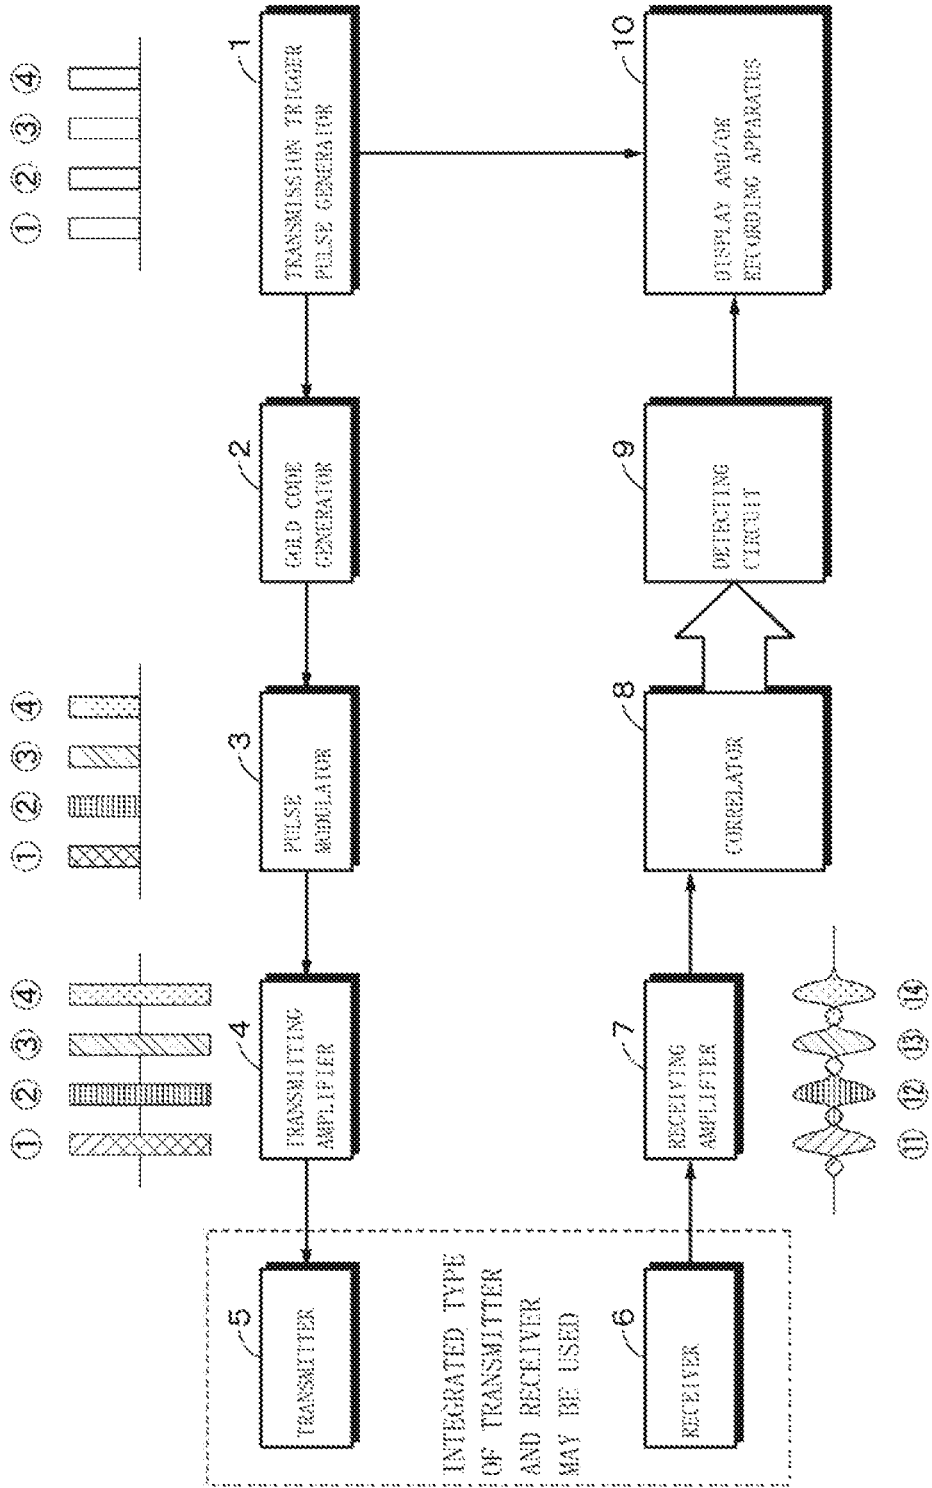 ① ② ③ ④
① ② ③ ④
① ② ③ ④
1
TRANSMISSION TRIGGER
PULSE GENERATOR
2
GOLD CODE
GENERATOR
3
PULSE
MODULATOR
4
TRANSMITTING
AMPLIFIER
5
TRANSMITTER
INTEGRATED TYPE
OF TRANSMITTER
AND RECEIVER
MAY BE USED
6
RECEIVER
7
RECEIVING
AMPLIFIER
8
CORRELATOR
9
DETECTING
CIRCUIT
10
DISPLAY AND/OR
RECORDING APPARATUS
⑪ ⑫ ⑬ ⑭